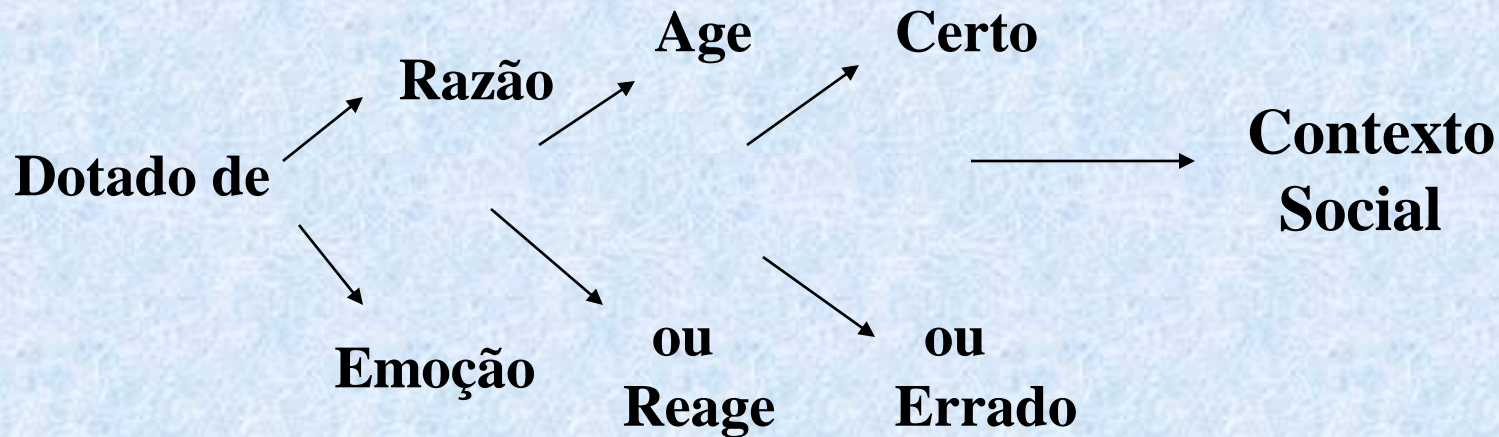 Dotado de
Razão
Emoção
Age
ou
Reage
Certo
ou
Errado
Contexto
Social